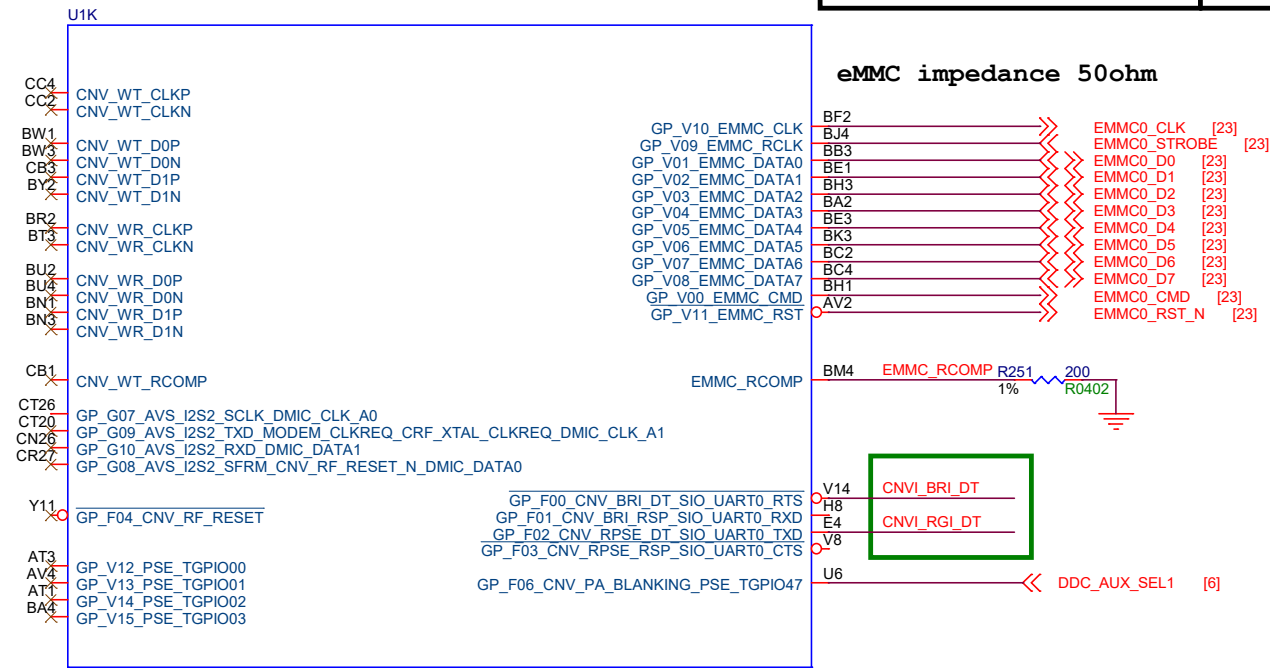 U1K
eMMC impedance 50ohm
CC4 CNV_WT_CLKP
CC2 CNV_WT_CLKN
BW1 CNV_WT_D0P
BW3 CNV_WT_D0N
CB3 CNV_WT_D1P
BY2 CNV_WT_D1N
BR2 CNV_WR_CLKP
BT3 CNV_WR_CLKN
BU2 CNV_WR_D0P
BU4 CNV_WR_D0N
BN1 CNV_WR_D1P
BN3 CNV_WR_D1N
CB1 CNV_WT_RCOMP
CT26 GP_G07_AVS_I2S2_SCLK_DMIC_CLK_A0
CT20 GP_G09_AVS_I2S2_TXD_MODEM_CLKREQ_CRF_XTAL_CLKREQ_DMIC_CLK_A1
CN26 GP_G10_AVS_I2S2_RXD_DMIC_DATA1
CR27 GP_G08_AVS_I2S2_SFRM_CNV_RF_RESET_N_DMIC_DATA0
Y11 GP_F04_CNV_RF_RESET
AT3 GP_V12_PSE_TGPIO00
AV4 GP_V13_PSE_TGPIO01
AT1 GP_V14_PSE_TGPIO02
BA4 GP_V15_PSE_TGPIO03
GP_V10_EMMC_CLK BF2 EMMC0_CLK [23]
GP_V09_EMMC_RCLK BJ4 EMMC0_STROBE [23]
GP_V01_EMMC_DATA0 BB3 EMMC0_D0 [23]
GP_V02_EMMC_DATA1 BE1 EMMC0_D1 [23]
GP_V03_EMMC_DATA2 BH3 EMMC0_D2 [23]
GP_V04_EMMC_DATA3 BA2 EMMC0_D3 [23]
GP_V05_EMMC_DATA4 BE3 EMMC0_D4 [23]
GP_V06_EMMC_DATA5 BK3 EMMC0_D5 [23]
GP_V07_EMMC_DATA6 BC2 EMMC0_D6 [23]
GP_V08_EMMC_DATA7 BC4 EMMC0_D7 [23]
GP_V00_EMMC_CMD BH1 EMMC0_CMD [23]
GP_V11_EMMC_RST AV2 EMMC0_RST_N [23]
EMMC_RCOMP BM4 EMMC_RCOMP R251 200
1% R0402
GP_F00_CNV_BRI_DT_SIO_UART0_RTS V14 CNVI_BRI_DT
GP_F01_CNV_BRI_RSP_SIO_UART0_RXD H8
GP_F02_CNV_RPSE_DT_SIO_UART0_TXD E4 CNVI_RGI_DT
GP_F03_CNV_RPSE_RSP_SIO_UART0_CTS V8
GP_F06_CNV_PA_BLANKING_PSE_TGPIO47 U6 DDC_AUX_SEL1 [6]